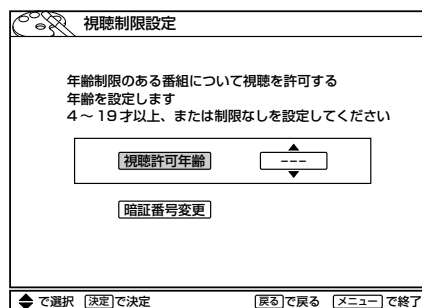 視聴制限設定
年齢制限のある番組について視聴を許可する
年齢を設定します
4～19才以上、または制限なしを設定してください
視聴許可年齢 ---
暗証番号変更
で選択 決定で決定 戻るで戻る メニューで終了